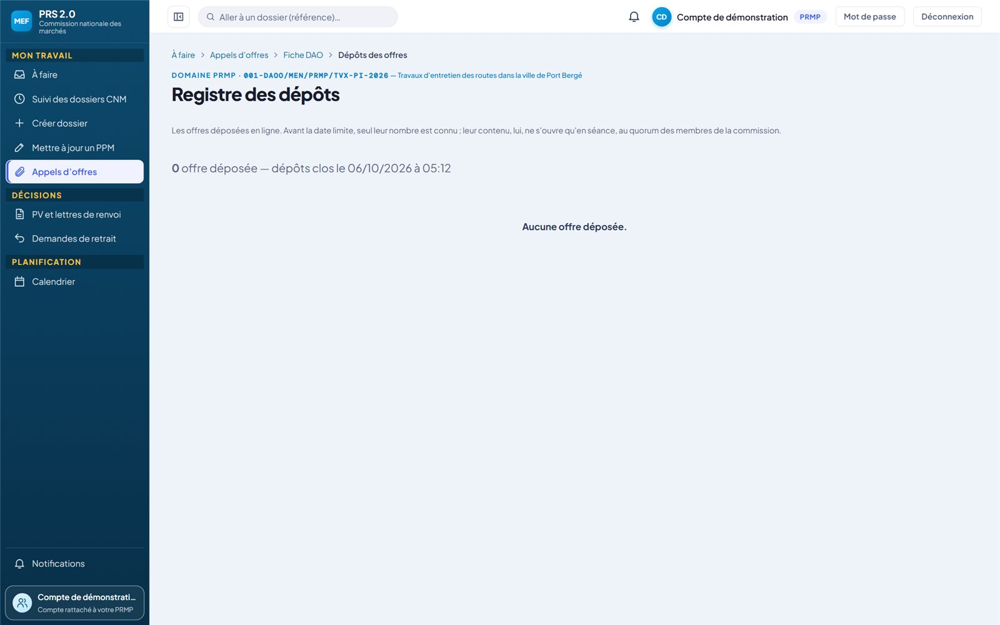 MEF
PRS 2.0
Commission nationale des
marchés
MON TRAVAIL
À faire
Suivi des dossiers CNM
Créer dossier
Mettre à jour un PPM
Appels d’offres
DÉCISIONS
PV et lettres de renvoi
Demandes de retrait
PLANIFICATION
Calendrier
Notifications
Compte de démonstrati...
Compte rattaché à votre PRMP
Aller à un dossier (référence)...
CD
Compte de démonstration
PRMP
Mot de passe
Déconnexion
À faire > Appels d’offres > Fiche DAO > Dépôts des offres
DOMAINE PRMP · 001-DAOO/MEN/PRMP/TVX-PI-2026 — Travaux d’entretien des routes dans la ville de Port Bergé
Registre des dépôts
Les offres déposées en ligne. Avant la date limite, seul leur nombre est connu ; leur contenu, lui, ne s'ouvre qu'en séance, au quorum des membres de la commission.
0 offre déposée — dépôts clos le 06/10/2026 à 05:12
Aucune offre déposée.